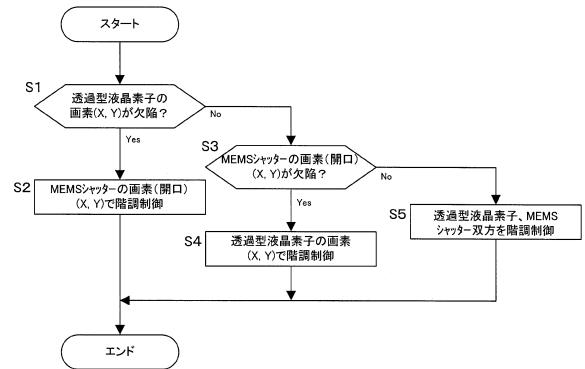 スタート
S1
透過型液晶素子の
画素(X, Y)が欠陥？
No
Yes
S3
MEMSシャッターの画素(開口)
(X, Y)が欠陥？
No
Yes
S2
MEMSシャッターの画素(開口)
(X, Y)で階調制御
S4
透過型液晶素子の画素
(X, Y)で階調制御
S5
透過型液晶素子、MEMS
シャッター双方を階調制御
エンド